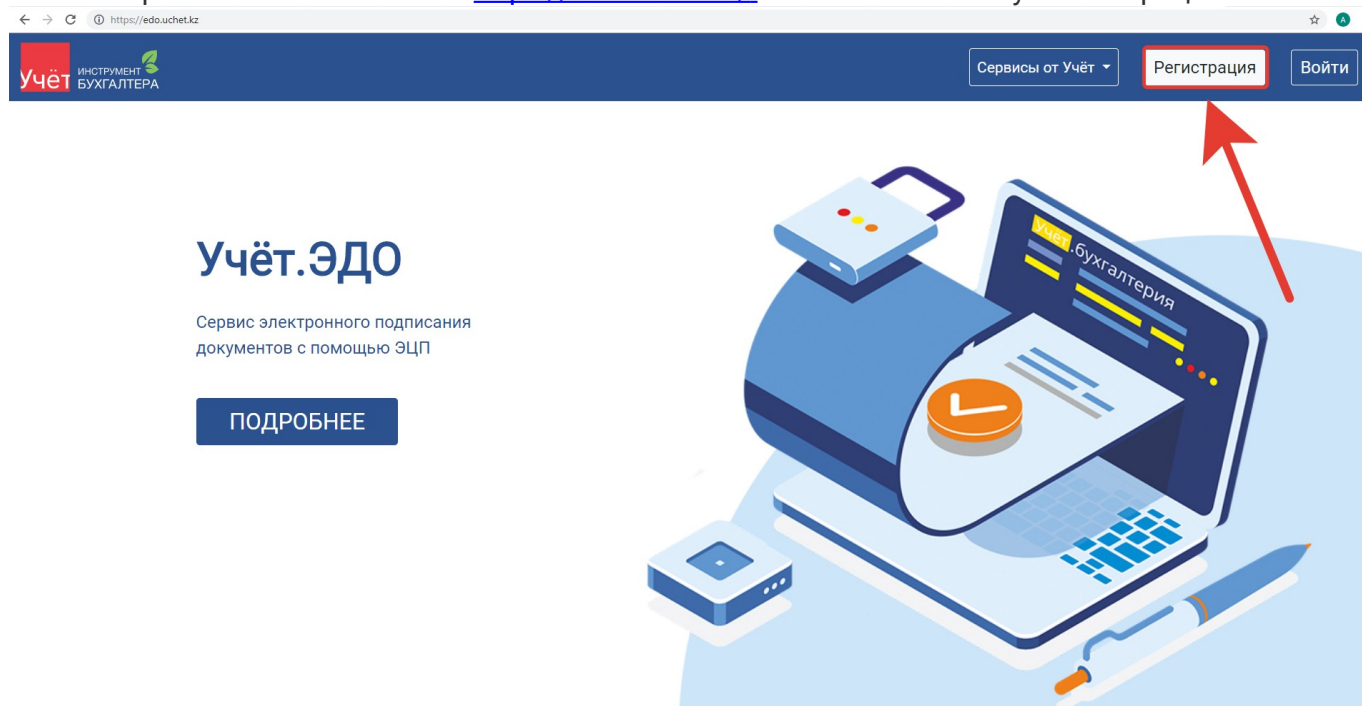 https://edo.uchet.kz
A
Учёт ИНСТРУМЕНТ
БУХГАЛТЕРА
Сервисы от Учёт
Регистрация
Войти
Учёт.ЭДО
Сервис электронного подписания
документов с помощью ЭЦП
ПОДРОБНЕЕ
Учёт.бухгалтерия